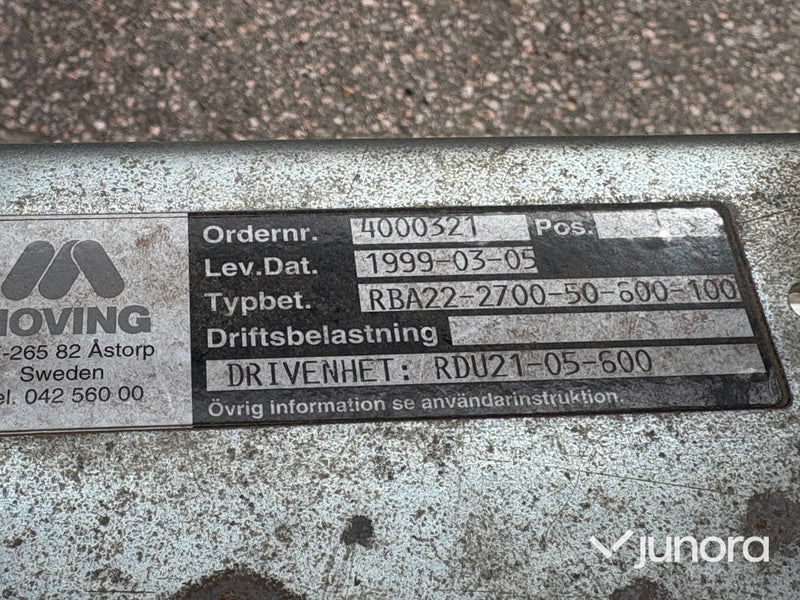 MOVING
-265 82 Åstorp
Sweden
el. 042 560 00
Ordernr. 4000321 Pos.
Lev.Dat. 1999-03-05
Typbet. RBA22-2700-50-600-100
Driftsbelastning
DRIVENHET: RDU21-05-600
Övrig information se användarinstruktion.
junora